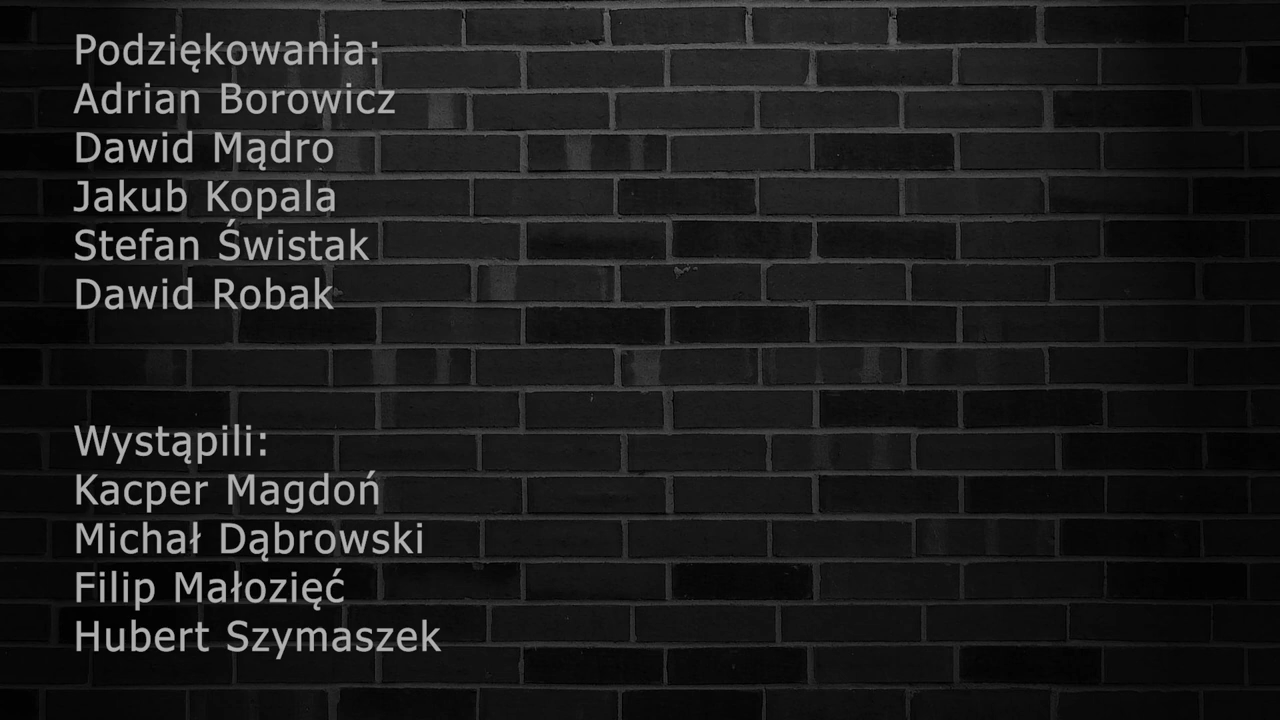 Podziękowania:
Adrian Borowicz
Dawid Mądro
Jakub Kopala
Stefan Świstak
Dawid Robak
Wystąpili:
Kacper Magdoń
Michał Dąbrowski
Filip Małozięć
Hubert Szymaszek